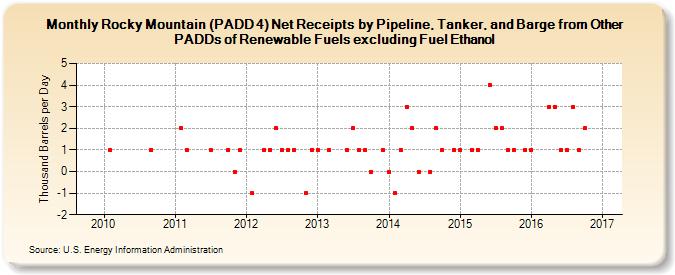 Monthly Rocky Mountain (PADD 4) Net Receipts by Pipeline, Tanker, and Barge from Other
PADDs of Renewable Fuels excluding Fuel Ethanol
Thousand Barrels per Day
5
4
3
2
1
0
-1
-2
2010 2011 2012 2013 2014 2015 2016 2017
Source: U.S. Energy Information Administration